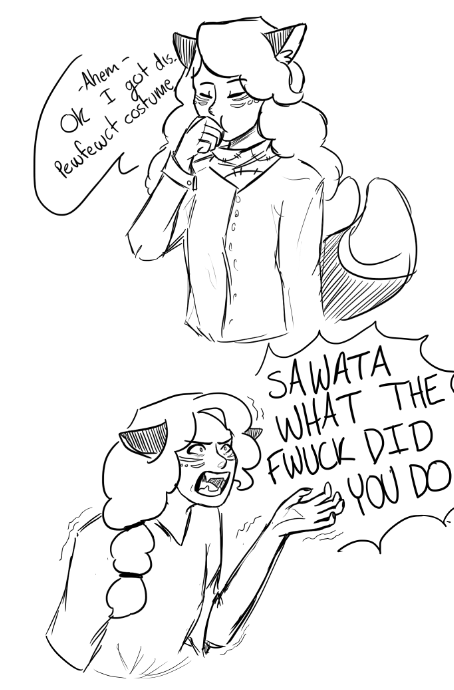 -Ahem-
Ok I got dis.
Pewfewct costume
SAWATA
WHAT THE
FWUCK DID
YOU DO